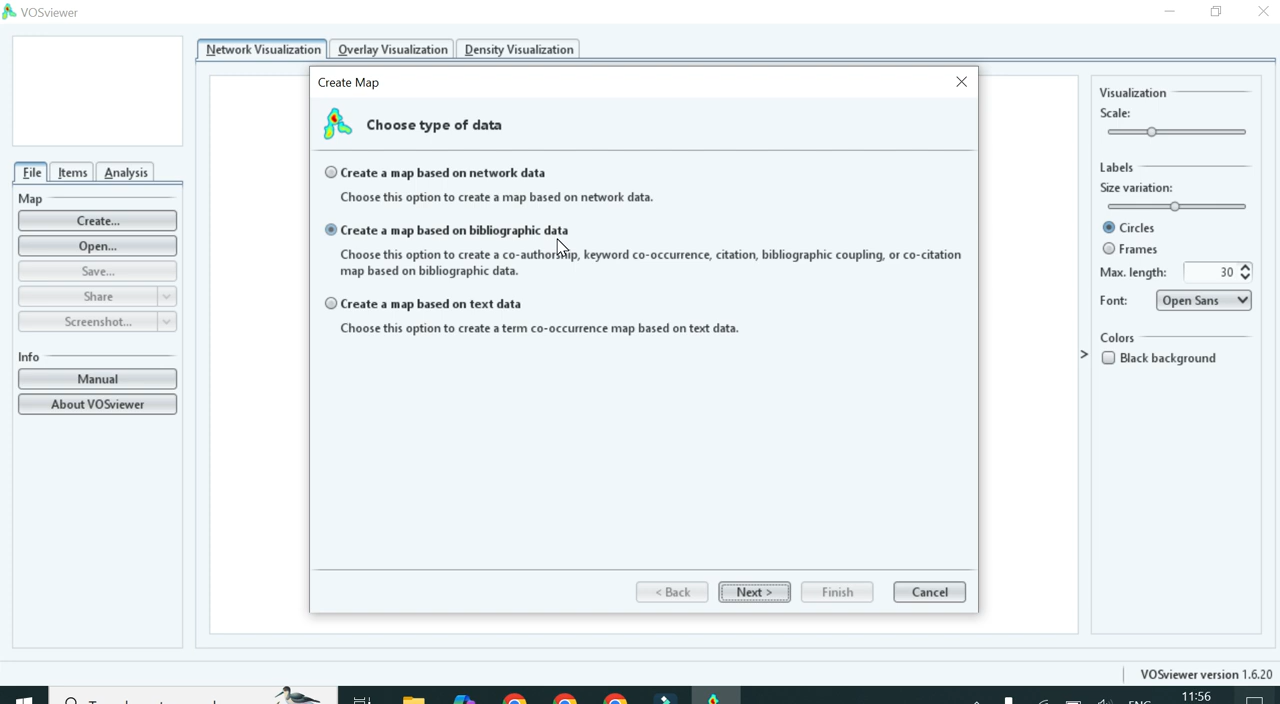 VOSviewer
Network Visualization
Overlay Visualization
Density Visualization
File
Items
Analysis
Map
Create...
Open...
Save...
Share
Screenshot...
Info
Manual
About VOSviewer
Create Map
Choose type of data
Create a map based on network data
Choose this option to create a map based on network data.
Create a map based on bibliographic data
Choose this option to create a co-authorship, keyword co-occurrence, citation, bibliographic coupling, or co-citation
map based on bibliographic data.
Create a map based on text data
Choose this option to create a term co-occurrence map based on text data.
< Back
Next >
Finish
Cancel
Visualization
Scale:
Labels
Size variation:
Circles
Frames
Max. length: 30
Font: Open Sans
>
Colors
Black background
VOSviewer version 1.6.20
11:56
ENG